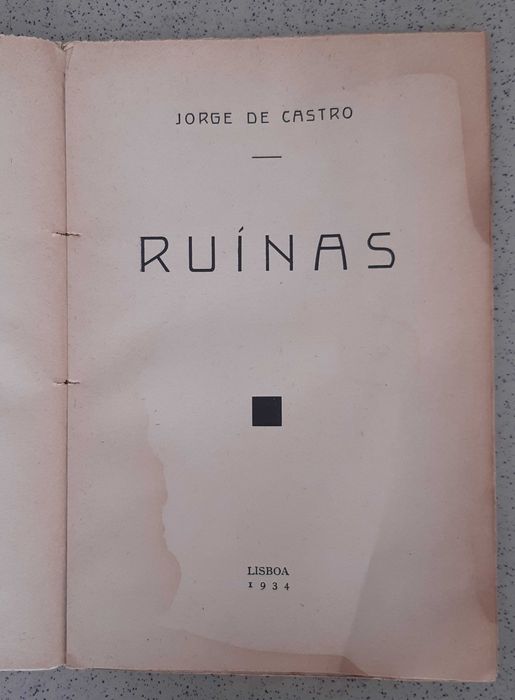 JORGE DE CASTRO
RUÍNAS
LISBOA
1934